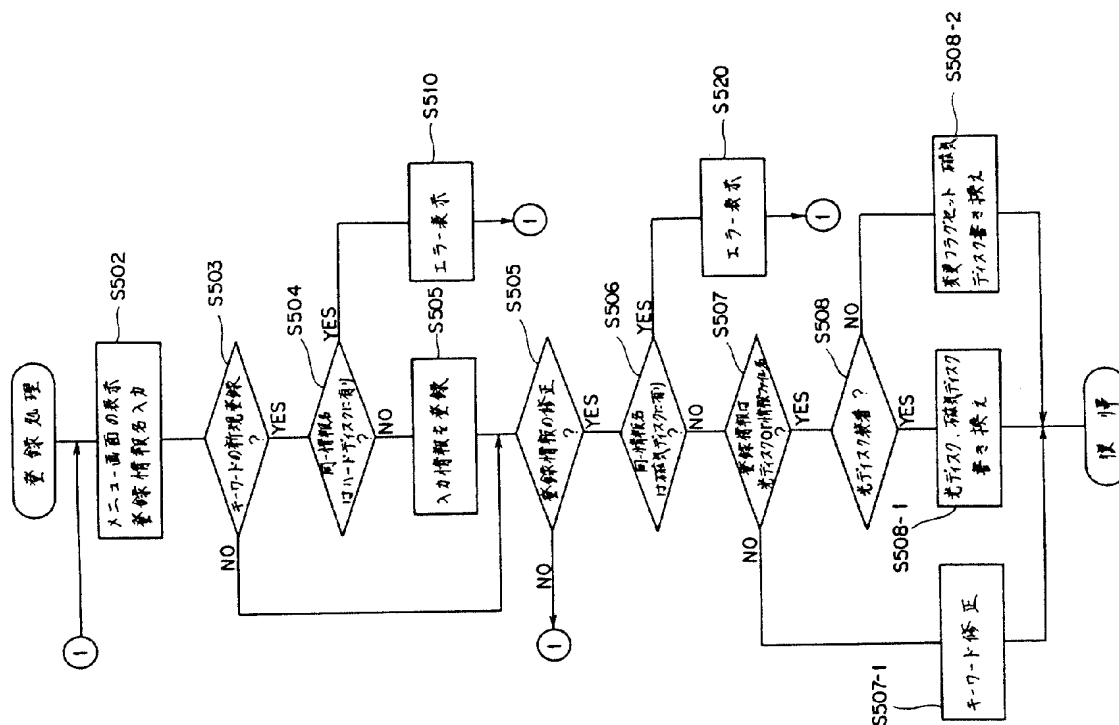 登録処理
①
メニュー画面の表示
登録情報名入力
S502
キーワードの新規登録
?
S503
YES
NO
同一情報名
はハードディスクに有り
?
S504
YES
NO
エラー表示
S510
①
入力情報を登録
S505
登録情報の修正
?
S505
NO
YES
①
同一情報名
は磁気ディスクに有り
?
S506
YES
NO
エラー表示
S520
①
登録情報は
光ディスクor情報ファイル名
?
S507
NO
YES
キーワード修正
S507-1
光ディスク装着?
S508
NO
YES
光ディスク、磁気ディスク
書き換え
S508-1
変更フラグセット 磁気
ディスク書き換え
S508-2
復帰